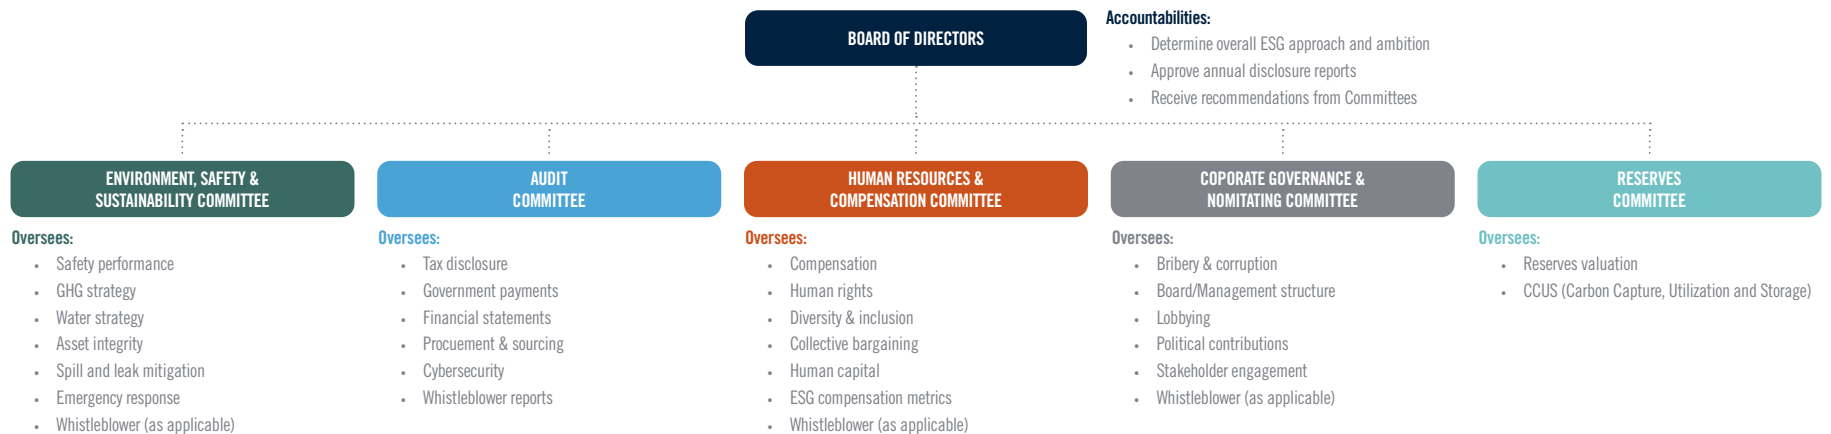 BOARD OF DIRECTORS
Accountabilities:
• Determine overall ESG approach and ambition
• Approve annual disclosure reports
• Receive recommendations from Committees
ENVIRONMENT, SAFETY &
SUSTAINABILITY COMMITTEE
Oversees:
• Safety performance
• GHG strategy
• Water strategy
• Asset integrity
• Spill and leak mitigation
• Emergency response
• Whistleblower (as applicable)
AUDIT
COMMITTEE
Oversees:
• Tax disclosure
• Government payments
• Financial statements
• Procuement & sourcing
• Cybersecurity
• Whistleblower reports
HUMAN RESOURCES &
COMPENSATION COMMITTEE
Oversees:
• Compensation
• Human rights
• Diversity & inclusion
• Collective bargaining
• Human capital
• ESG compensation metrics
• Whistleblower (as applicable)
COPORATE GOVERNANCE &
NOMITATING COMMITTEE
Oversees:
• Bribery & corruption
• Board/Management structure
• Lobbying
• Political contributions
• Stakeholder engagement
• Whistleblower (as applicable)
RESERVES
COMMITTEE
Oversees:
• Reserves valuation
• CCUS (Carbon Capture, Utilization and Storage)